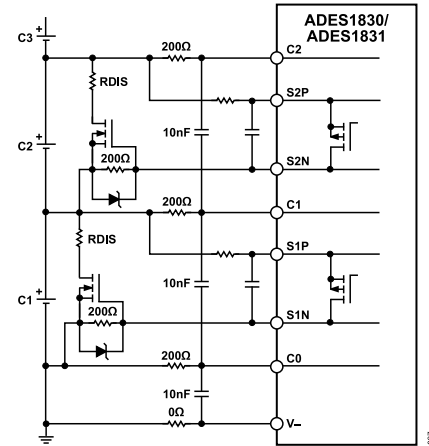 ADES1830/
ADES1831
C3
+
200Ω
C2
RDIS
S2P
+
C2
10nF
200Ω
S2N
200Ω
C1
RDIS
S1P
+
C1
10nF
200Ω
S1N
200Ω
C0
10nF
0Ω
V–